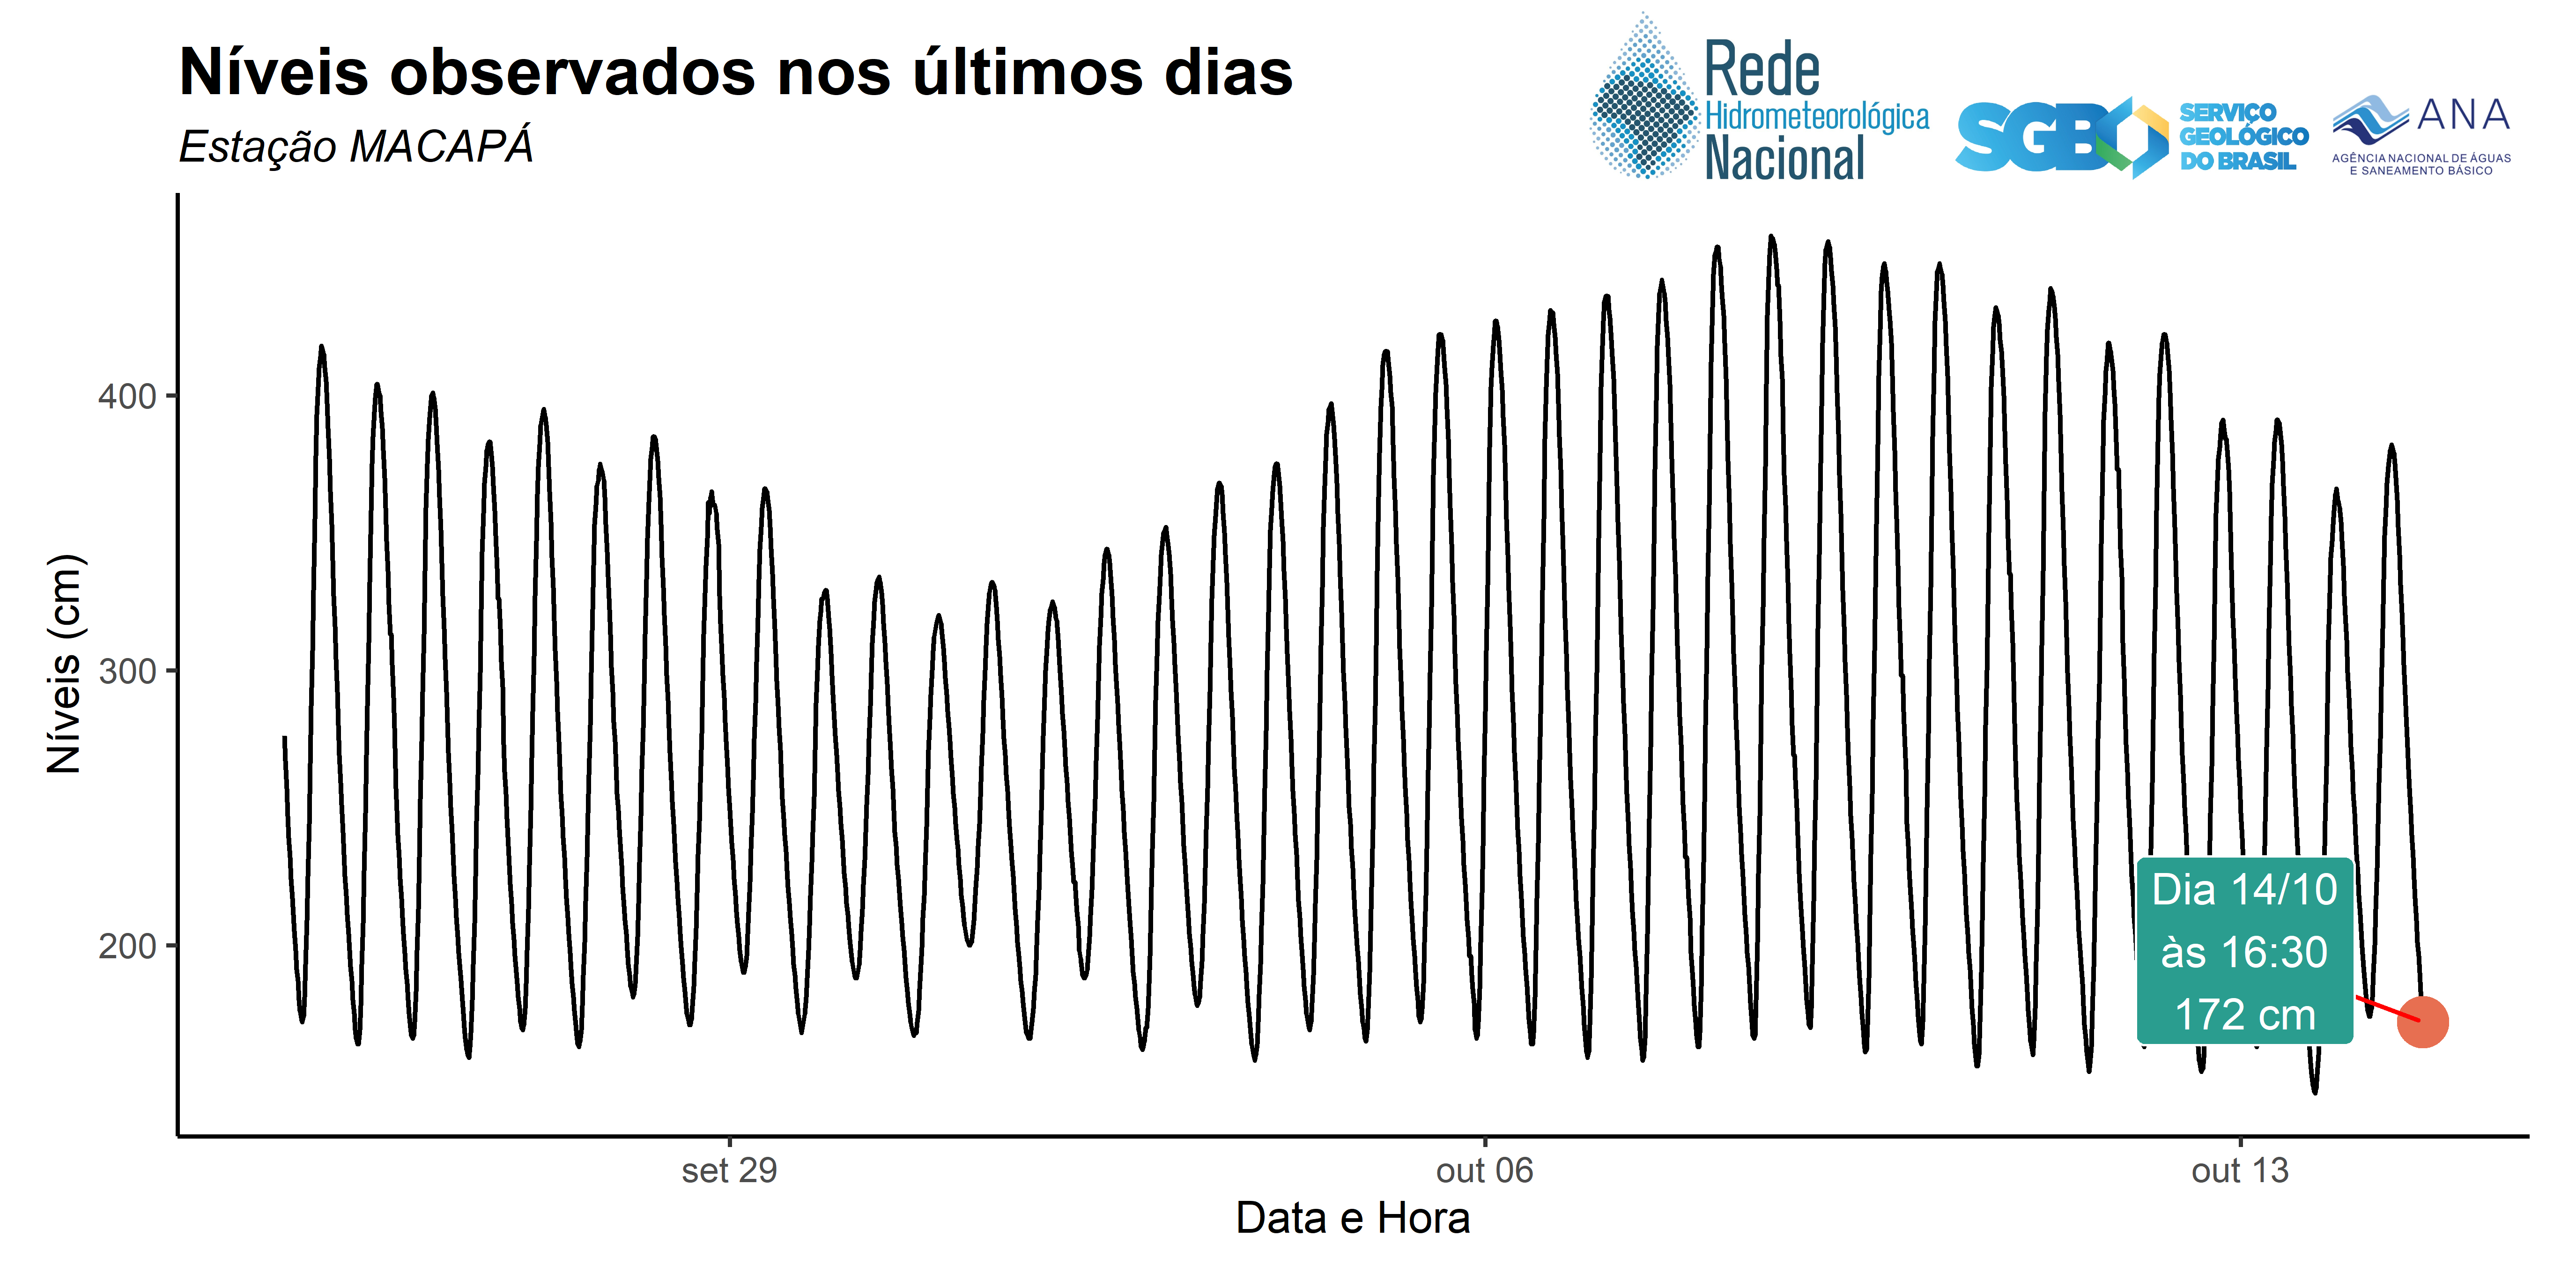 Níveis observados nos últimos dias
Estação MACAPÁ
Rede
Hidrometeorológica
Nacional
SGB
SERVIÇO
GEOLÓGICO
DO BRASIL
ANA
AGÊNCIA NACIONAL DE ÁGUAS
E SANEAMENTO BÁSICO
Níveis (cm)
400
300
200
Dia 14/10
às 16:30
172 cm
set 29
out 06
out 13
Data e Hora